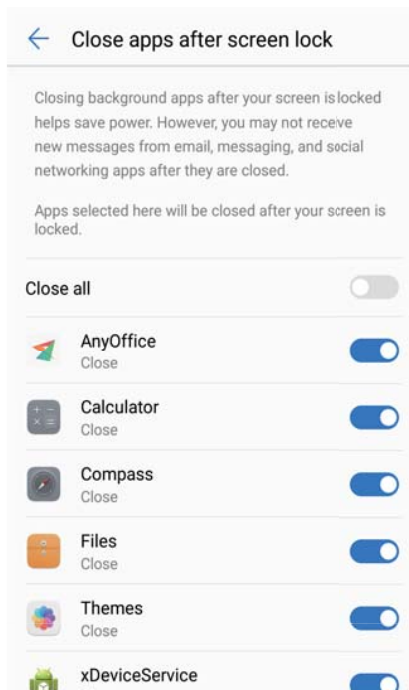 Close apps after screen lock
Closing background apps after your screen is locked
helps save power. However, you may not receive
new messages from email, messaging, and social
networking apps after they are closed.
Apps selected here will be closed after your screen is
locked.
Close all
AnyOffice
Close
Calculator
Close
Compass
Close
Files
Close
Themes
Close
xDeviceService